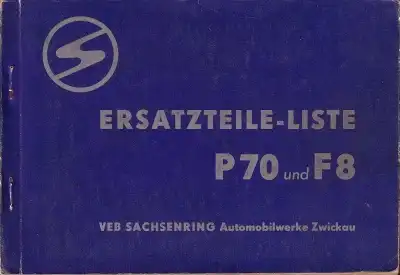 ERSATZTEILE-LISTE
P70 und F8
VEB SACHSENRING Automobilwerke Zwickau